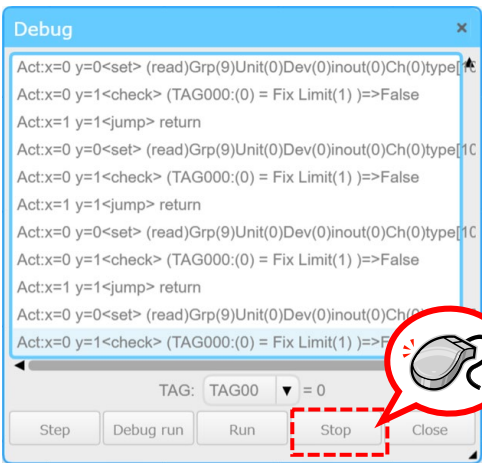 Debug ×
Act:x=0 y=0<set> (read)Grp(9)Unit(0)Dev(0)inout(0)Ch(0)type[
Act:x=0 y=1<check> (TAG000:(0) = Fix Limit(1) )=>False
Act:x=1 y=1<jump> return
Act:x=0 y=0<set> (read)Grp(9)Unit(0)Dev(0)inout(0)Ch(0)type[10
Act:x=0 y=1<check> (TAG000:(0) = Fix Limit(1) )=>False
Act:x=1 y=1<jump> return
Act:x=0 y=0<set> (read)Grp(9)Unit(0)Dev(0)inout(0)Ch(0)type[10
Act:x=0 y=1<check> (TAG000:(0) = Fix Limit(1) )=>False
Act:x=1 y=1<jump> return
Act:x=0 y=0<set> (read)Grp(9)Unit(0)Dev(0)inout(0)Ch(0)
Act:x=0 y=1<check> (TAG000:(0) = Fix Limit(1) )=>F
TAG: TAG00 ▼ = 0
Step Debug run Run Stop Close